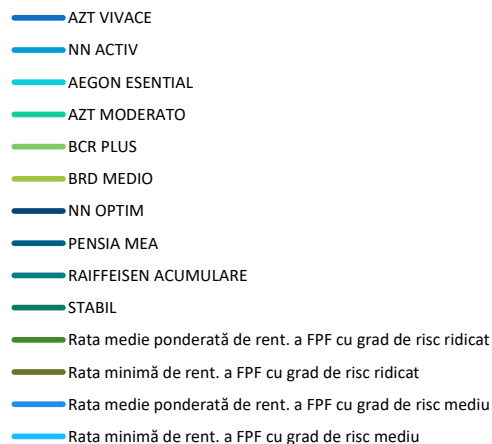 AZT VIVACE
NN ACTIV
AEGON ESENTIAL
AZT MODERATO
BCR PLUS
BRD MEDIO
NN OPTIM
PENSIA MEA
RAIFFEISEN ACUMULARE
STABIL
Rata medie ponderată de rent. a FPF cu grad de risc ridicat
Rata minimă de rent. a FPF cu grad de risc ridicat
Rata medie ponderată de rent. a FPF cu grad de risc mediu
Rata minimă de rent. a FPF cu grad de risc mediu